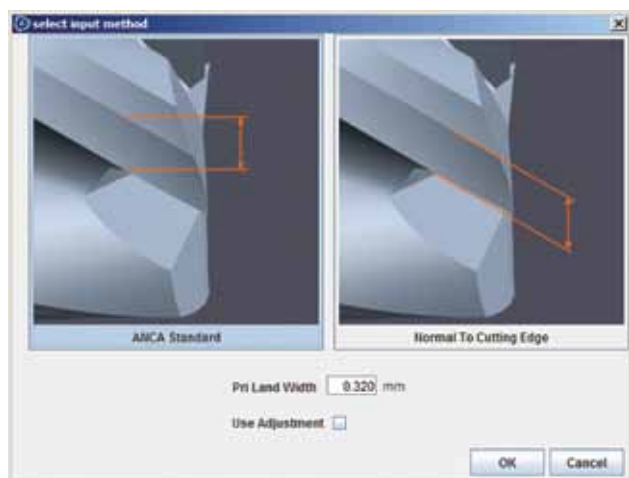 select input method
ANCA Standard
Normal To Cutting Edge
Pri Land Width 0.320 mm
Use Adjustment
OK
Cancel